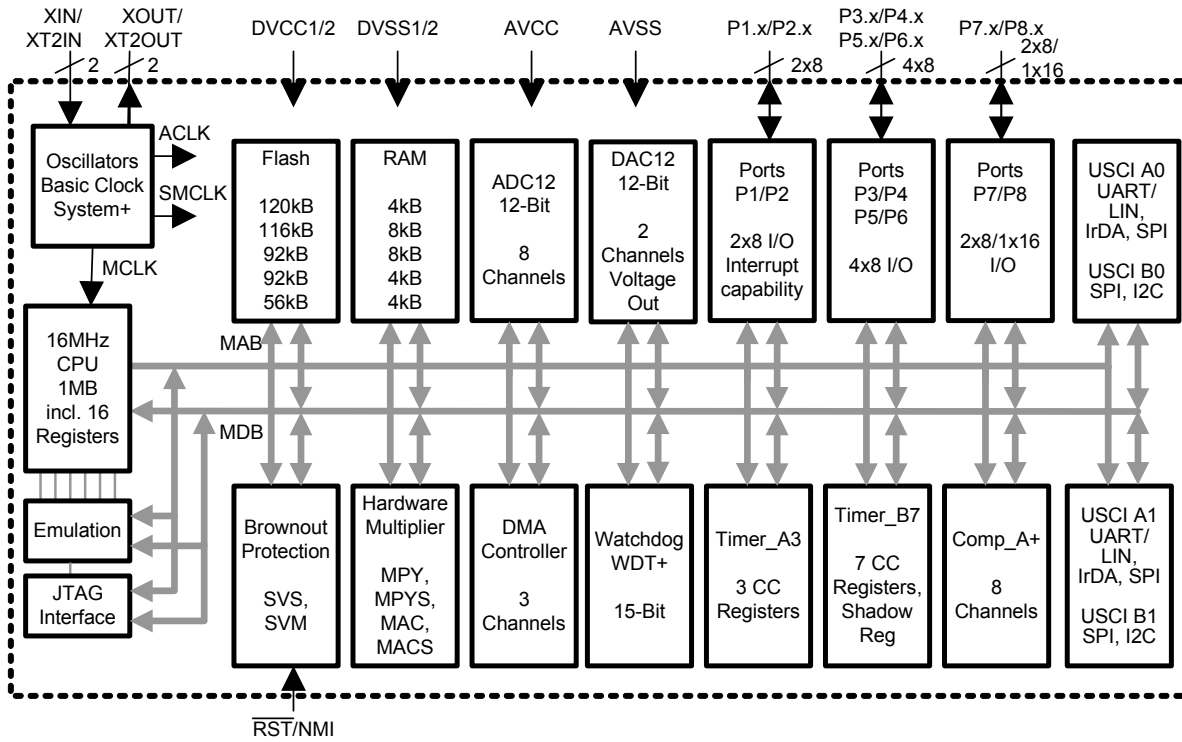 XIN/
XT2IN
XOUT/
XT2OUT
DVCC1/2
DVSS1/2
AVCC
AVSS
P1.x/P2.x
P3.x/P4.x
P5.x/P6.x
P7.x/P8.x
2
2
2x8
4x8
2x8/
1x16
Oscillators
Basic Clock
System+
ACLK
SMCLK
MCLK
Flash
120kB
116kB
92kB
92kB
56kB
RAM
4kB
8kB
8kB
4kB
4kB
ADC12
12-Bit
8
Channels
DAC12
12-Bit
2
Channels
Voltage
Out
Ports
P1/P2
2x8 I/O
Interrupt
capability
Ports
P3/P4
P5/P6
4x8 I/O
Ports
P7/P8
2x8/1x16
I/O
USCI A0
UART/
LIN,
IrDA, SPI
USCI B0
SPI, I2C
16MHz
CPU
1MB
incl. 16
Registers
MAB
MDB
Emulation
JTAG
Interface
Brownout
Protection
SVS,
SVM
Hardware
Multiplier
MPY,
MPYS,
MAC,
MACS
DMA
Controller
3
Channels
Watchdog
WDT+
15-Bit
Timer_A3
3 CC
Registers
Timer_B7
7 CC
Registers,
Shadow
Reg
Comp_A+
8
Channels
USCI A1
UART/
LIN,
IrDA, SPI
USCI B1
SPI, I2C
RST/NMI